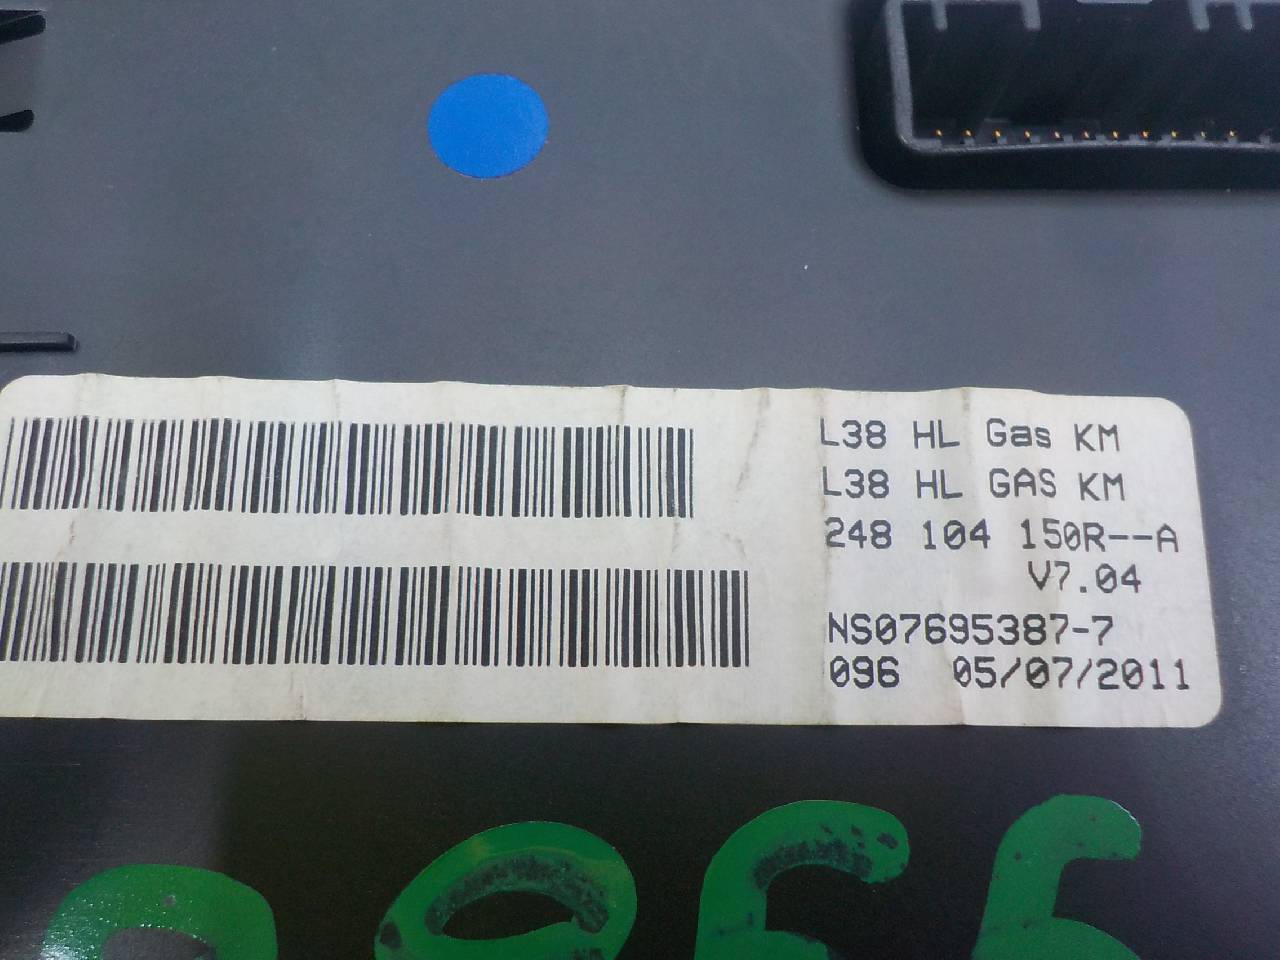 L38 HL Gas KM
L38 HL GAS KM
248 104 150R--A
V7.04
NS07695387-7
096 05/07/2011